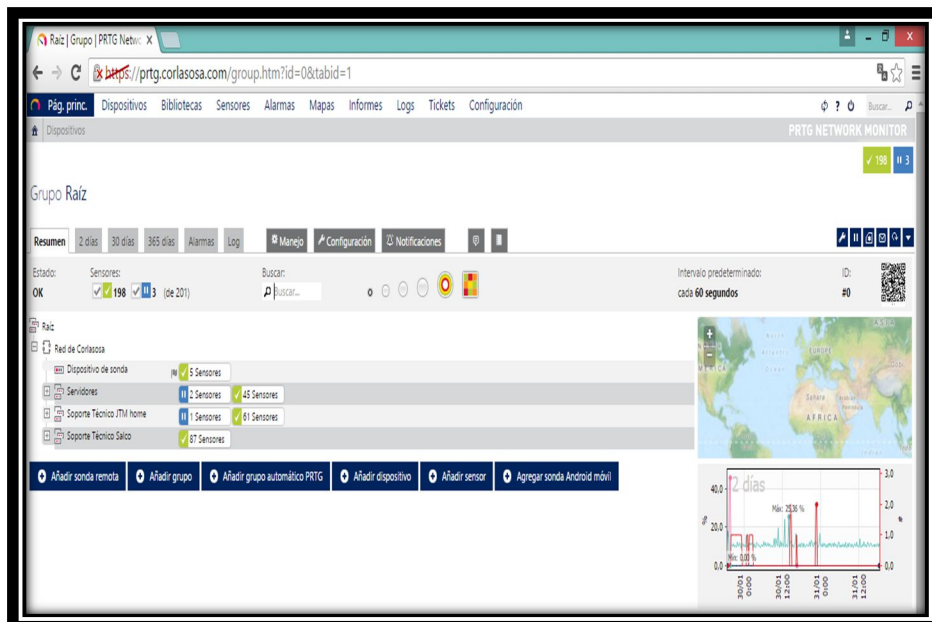 Raíz | Grupo | PRTG Netwo
https://prtg.corlasosa.com/group.htm?id=0&tabid=1
Pág. princ. Dispositivos Bibliotecas Sensores Alarmas Mapas Informes Logs Tickets Configuración ? Buscar...
Dispositivos PRTG NETWORK MONITOR
198 3
Grupo Raíz
Resumen 2 días 30 días 365 días Alarmas Log Manejo Configuración Notificaciones
Estado: Sensores: Buscar: Intervalo predeterminado: ID:
OK 198 3 (de 201) Buscar... cada 60 segundos #0
Raíz
Red de Corlasosa
Dispositivo de sonda 5 Sensores
Servidores 2 Sensores 45 Sensores
Soporte Técnico JTM home 1 Sensores 61 Sensores
Soporte Técnico Salco 87 Sensores
+
-
EUROPE
Sahara
AFRICA
Añadir sonda remota Añadir grupo Añadir grupo automático PRTG Añadir dispositivo Añadir sensor Agregar sonda Android móvil
2 días
40,0 3,0
Máx: 25,36 %
2,0
% 20,0 #
1,0
Mín: 0,00 %
0,0 0,0
30/01 0:00 30/01 12:00 31/01 0:00 31/01 12:00